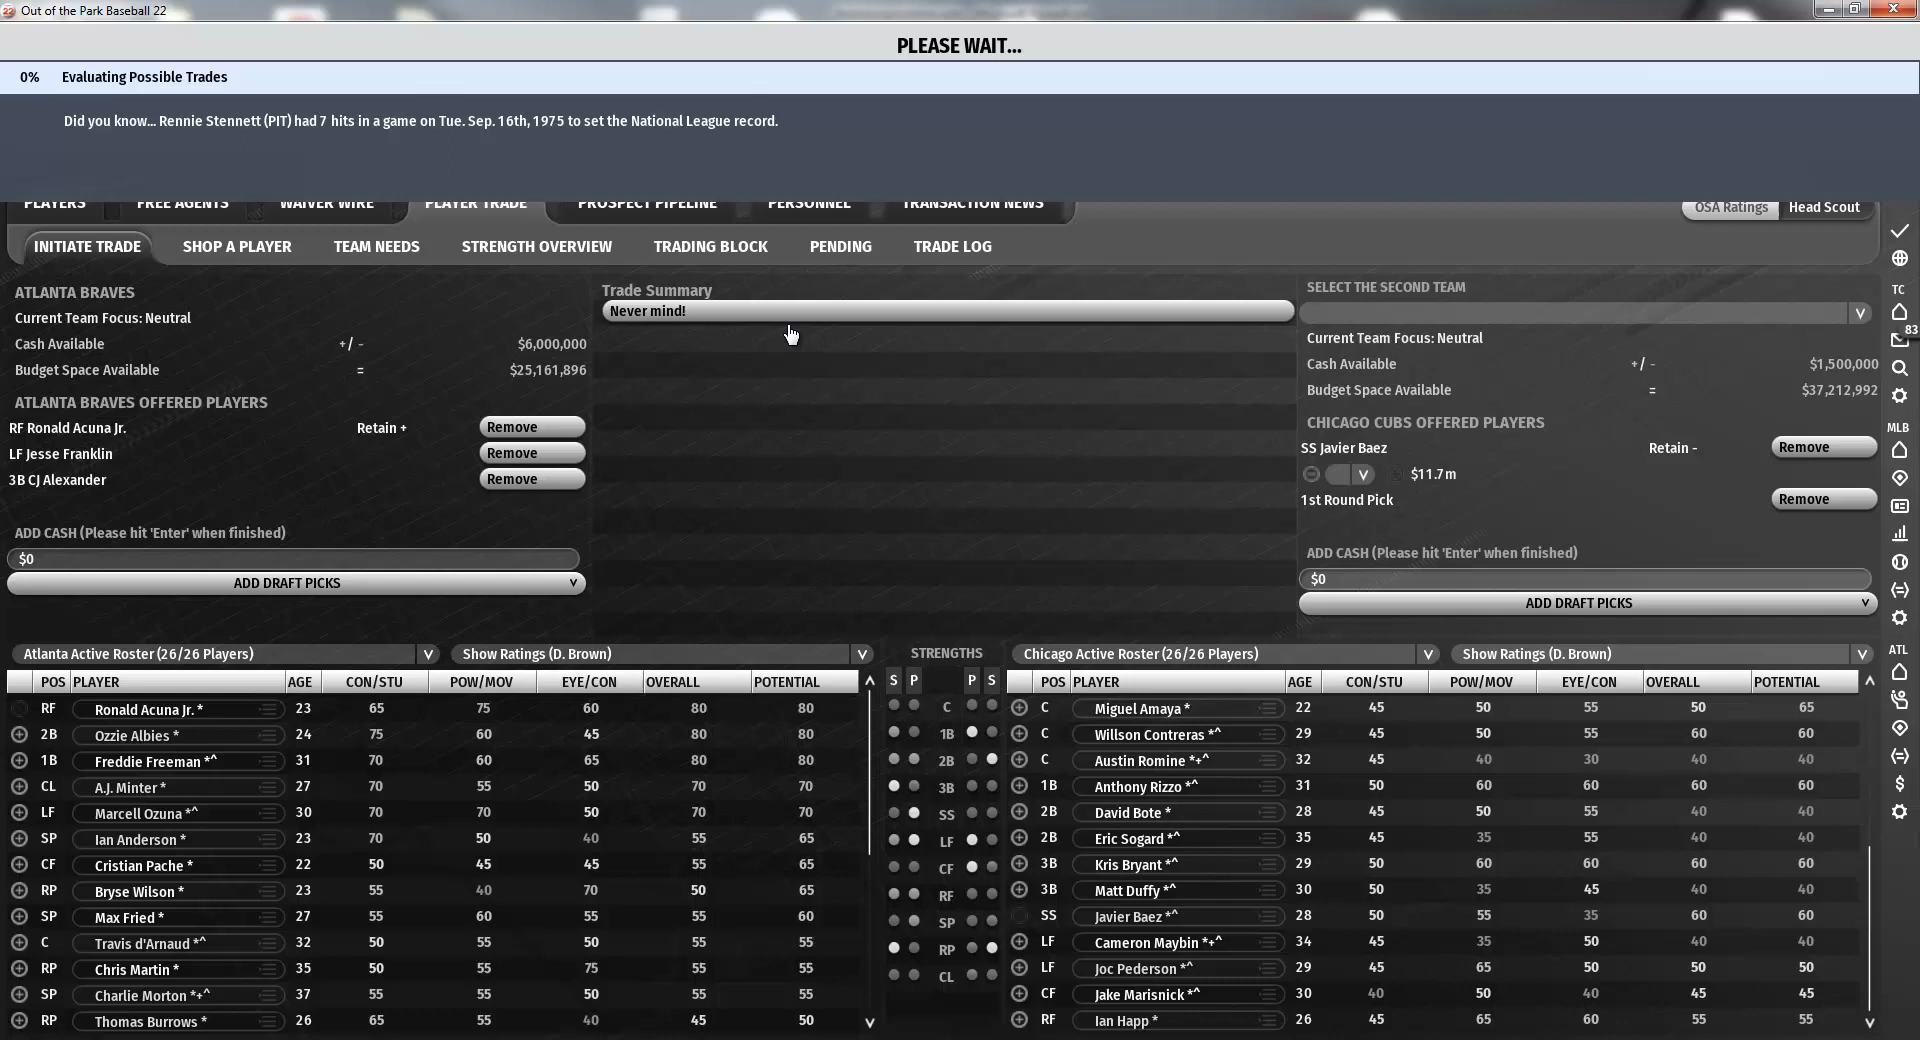 22 Out of the Park Baseball 22
PLEASE WAIT...
0% Evaluating Possible Trades
Did you know... Rennie Stennett (PIT) had 7 hits in a game on Tue. Sep. 16th, 1975 to set the National League record.
PLAYERS FREE AGENTS WAIVER WIRE PLAYER TRADE PROSPECT PIPELINE PERSONNEL TRANSACTION NEWS OSA Ratings Head Scout
INITIATE TRADE SHOP A PLAYER TEAM NEEDS STRENGTH OVERVIEW TRADING BLOCK PENDING TRADE LOG
ATLANTA BRAVES
Current Team Focus: Neutral
Cash Available +/ - $6,000,000
Budget Space Available = $25,161,896
ATLANTA BRAVES OFFERED PLAYERS
RF Ronald Acuna Jr. Retain + Remove
LF Jesse Franklin Remove
3B CJ Alexander Remove
ADD CASH (Please hit 'Enter' when finished)
$0
ADD DRAFT PICKS
Trade Summary
Never mind!
SELECT THE SECOND TEAM
Current Team Focus: Neutral
Cash Available +/ - $1,500,000
Budget Space Available = $37,212,992
CHICAGO CUBS OFFERED PLAYERS
SS Javier Baez Retain - Remove
$11.7m
1st Round Pick Remove
ADD CASH (Please hit 'Enter' when finished)
$0
ADD DRAFT PICKS
TC
83
MLB
ATL
$
Atlanta Active Roster (26/26 Players) Show Ratings (D. Brown)
POS PLAYER AGE CON/STU POW/MOV EYE/CON OVERALL POTENTIAL
RF Ronald Acuna Jr. * 23 65 75 60 80 80
2B Ozzie Albies * 24 75 60 45 80 80
1B Freddie Freeman *^ 31 70 60 65 80 80
CL A.J. Minter * 27 70 55 50 70 70
LF Marcell Ozuna *^ 30 70 70 50 70 70
SP Ian Anderson * 23 70 50 40 55 65
CF Cristian Pache * 22 50 45 45 55 65
RP Bryse Wilson * 23 55 40 70 50 65
SP Max Fried * 27 55 60 55 55 60
C Travis d'Arnaud *^ 32 50 55 50 55 55
RP Chris Martin * 35 50 55 75 55 55
SP Charlie Morton *+^ 37 55 55 50 55 55
RP Thomas Burrows * 26 65 55 40 45 50
STRENGTHS
S P P S
C
1B
2B
3B
SS
LF
CF
RF
SP
RP
CL
Chicago Active Roster (26/26 Players) Show Ratings (D. Brown)
POS PLAYER AGE CON/STU POW/MOV EYE/CON OVERALL POTENTIAL
C Miguel Amaya * 22 45 50 55 50 65
C Willson Contreras *^ 29 45 50 55 60 60
C Austin Romine *+^ 32 45 40 30 40 40
1B Anthony Rizzo *^ 31 50 60 60 60 60
2B David Bote * 28 45 50 55 40 40
2B Eric Sogard *^ 35 45 35 55 40 40
3B Kris Bryant *^ 29 50 60 60 60 60
3B Matt Duffy *^ 30 50 35 45 40 40
SS Javier Baez *^ 28 50 55 35 60 60
LF Cameron Maybin *+^ 34 45 35 50 40 40
LF Joc Pederson *^ 29 45 65 50 50 50
CF Jake Marisnick *^ 30 40 50 40 45 45
RF Ian Happ * 26 45 65 60 55 55